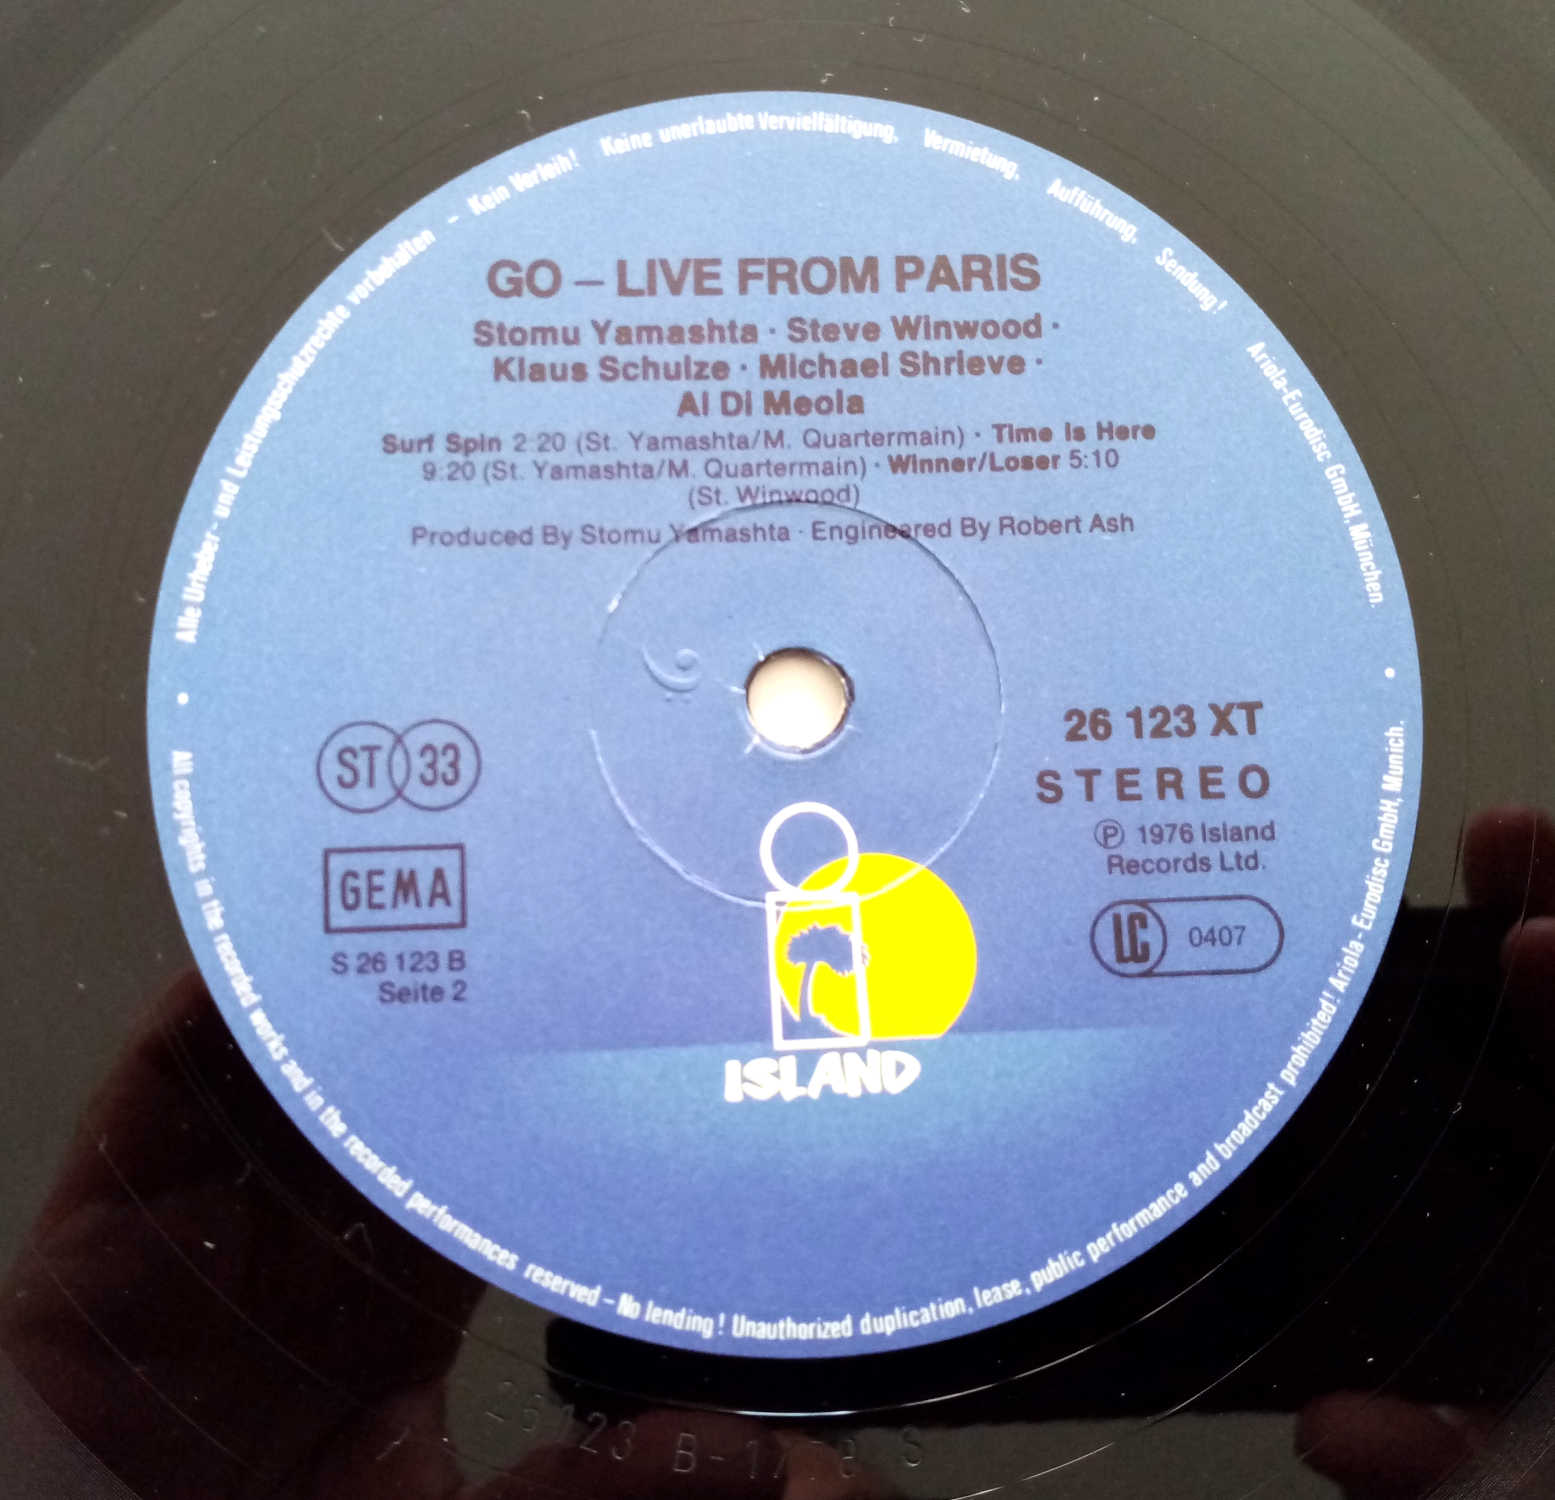 Alle Urheber- und Leistungsschutzrechte vorbehalten - Kein Verleih! Keine unerlaubte Vervielfältigung, Vermietung, Aufführung, Sendung! Ariola-Eurodisc GmbH, München.
GO – LIVE FROM PARIS
Stomu Yamashta · Steve Winwood ·
Klaus Schulze · Michael Shrieve ·
Al Di Meola
Surf Spin 2:20 (St. Yamashta/M. Quartermain) · Time Is Here
9:20 (St. Yamashta/M. Quartermain) · Winner/Loser 5:10
(St. Winwood)
Produced By Stomu Yamashta · Engineered By Robert Ash
ST 33
GEMA
S 26 123 B
Seite 2
26 123 XT
STEREO
℗ 1976 Island
Records Ltd.
LC 0407
ISLAND
All copyrights in the recorded works and in the recorded performances reserved – No lending! Unauthorized duplication, lease, public performance and broadcast prohibited! Ariola-Eurodisc GmbH, Munich.
26123 B-1
S